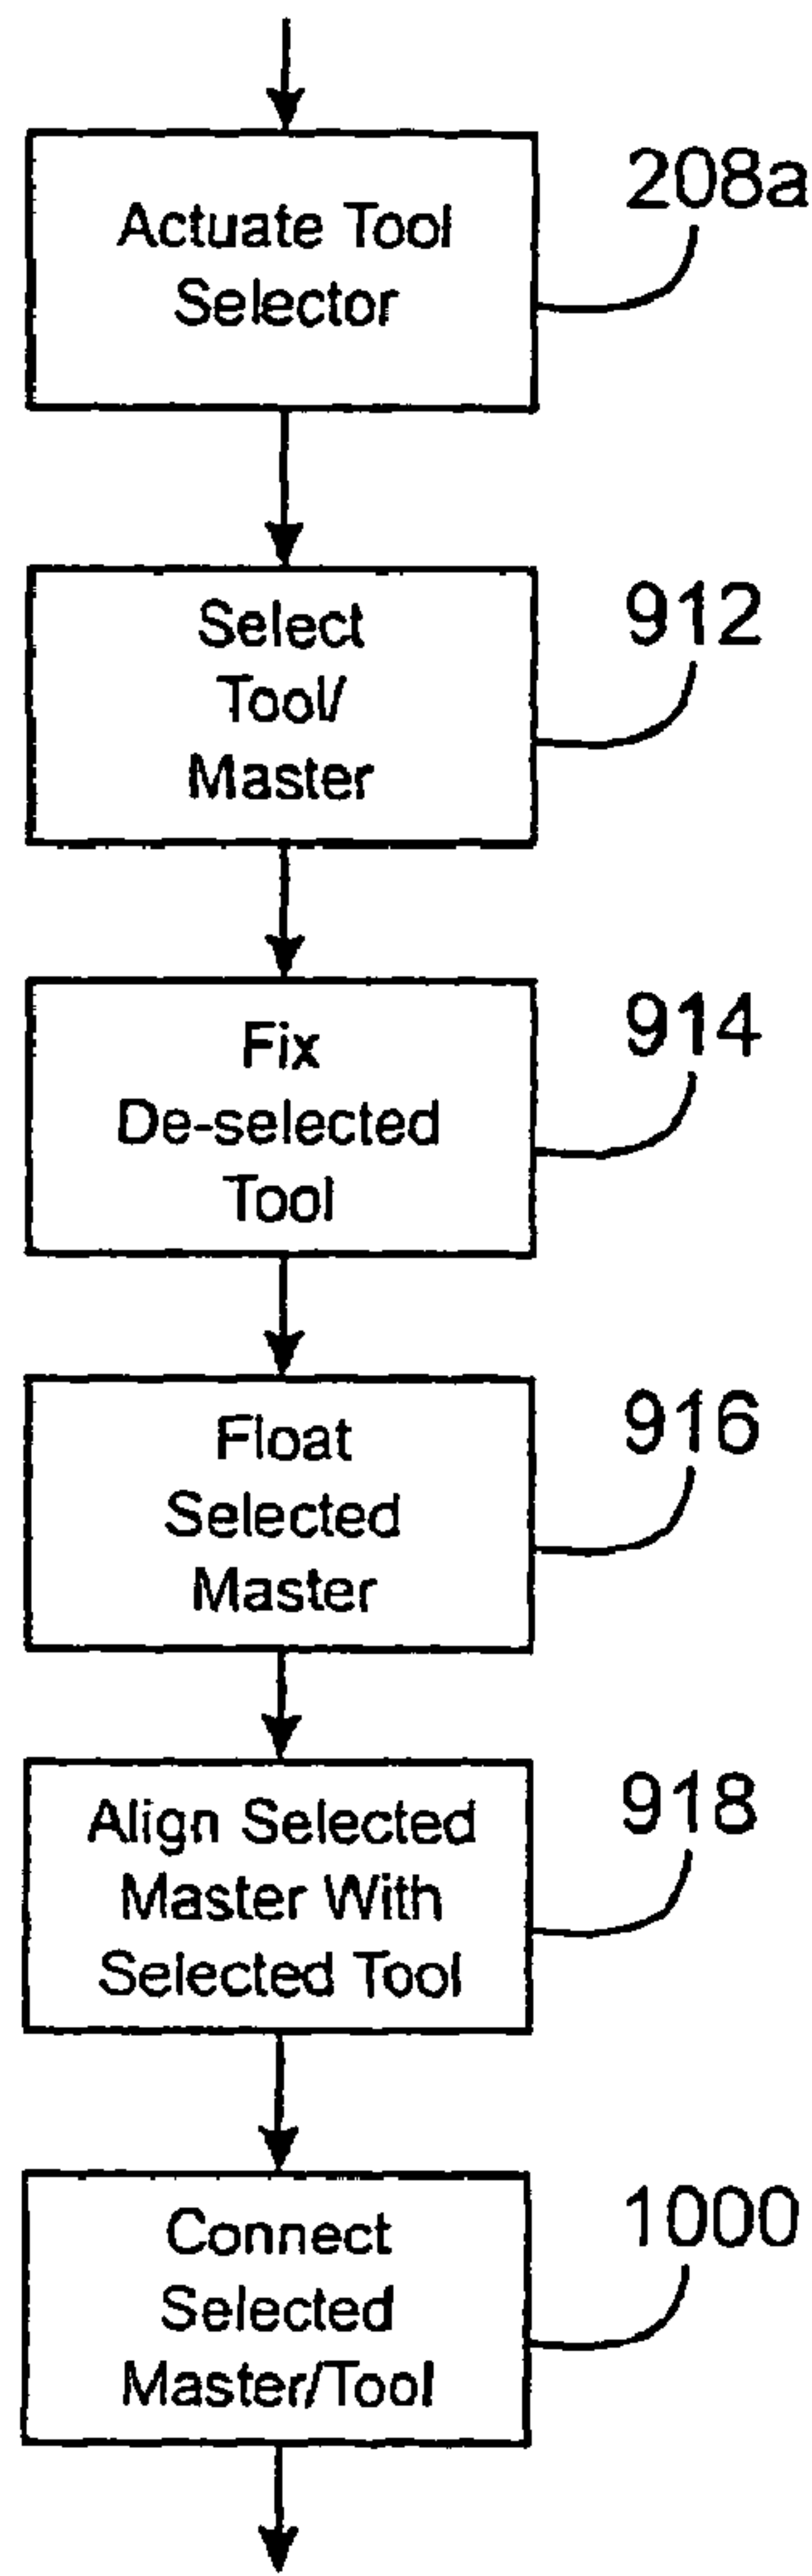 Actuate Tool
Selector
208a
Select
Tool/
Master
912
Fix
De-selected
Tool
914
Float
Selected
Master
916
Align Selected
Master With
Selected Tool
918
Connect
Selected
Master/Tool
1000